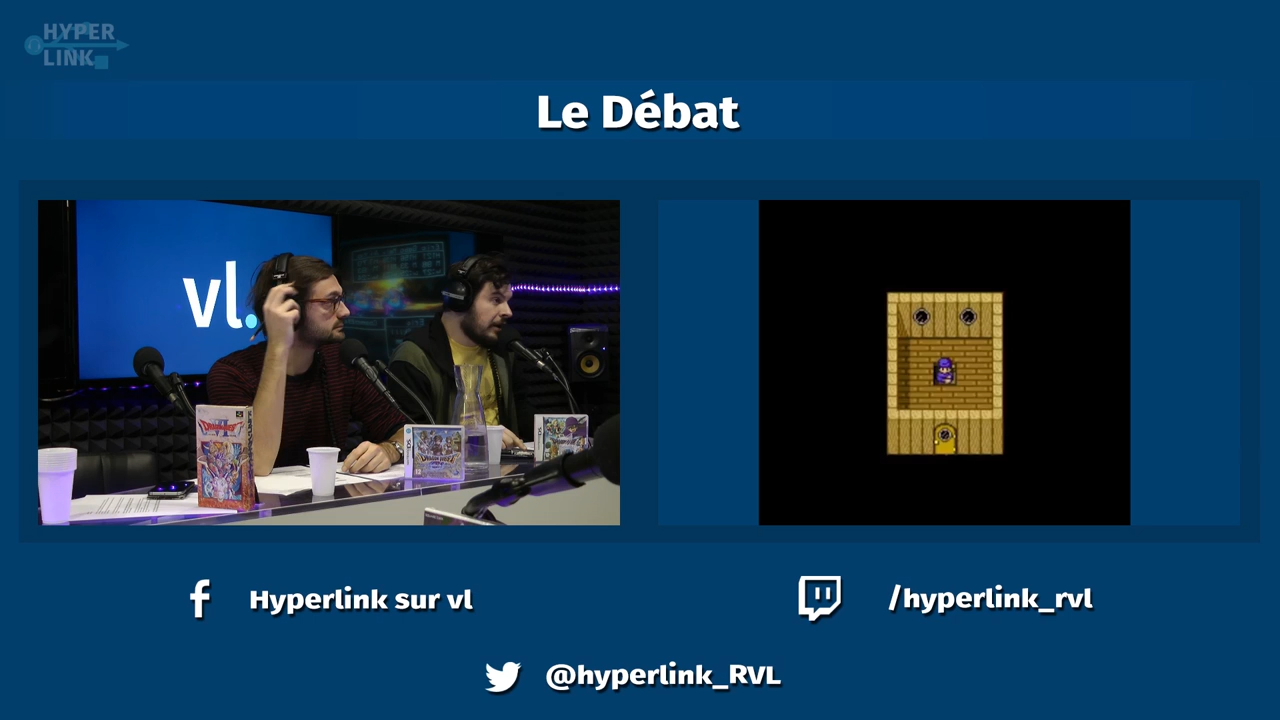 HYPER
LINK
Le Débat
vl.
Hyperlink sur vl
/hyperlink_rvl
@hyperlink_RVL